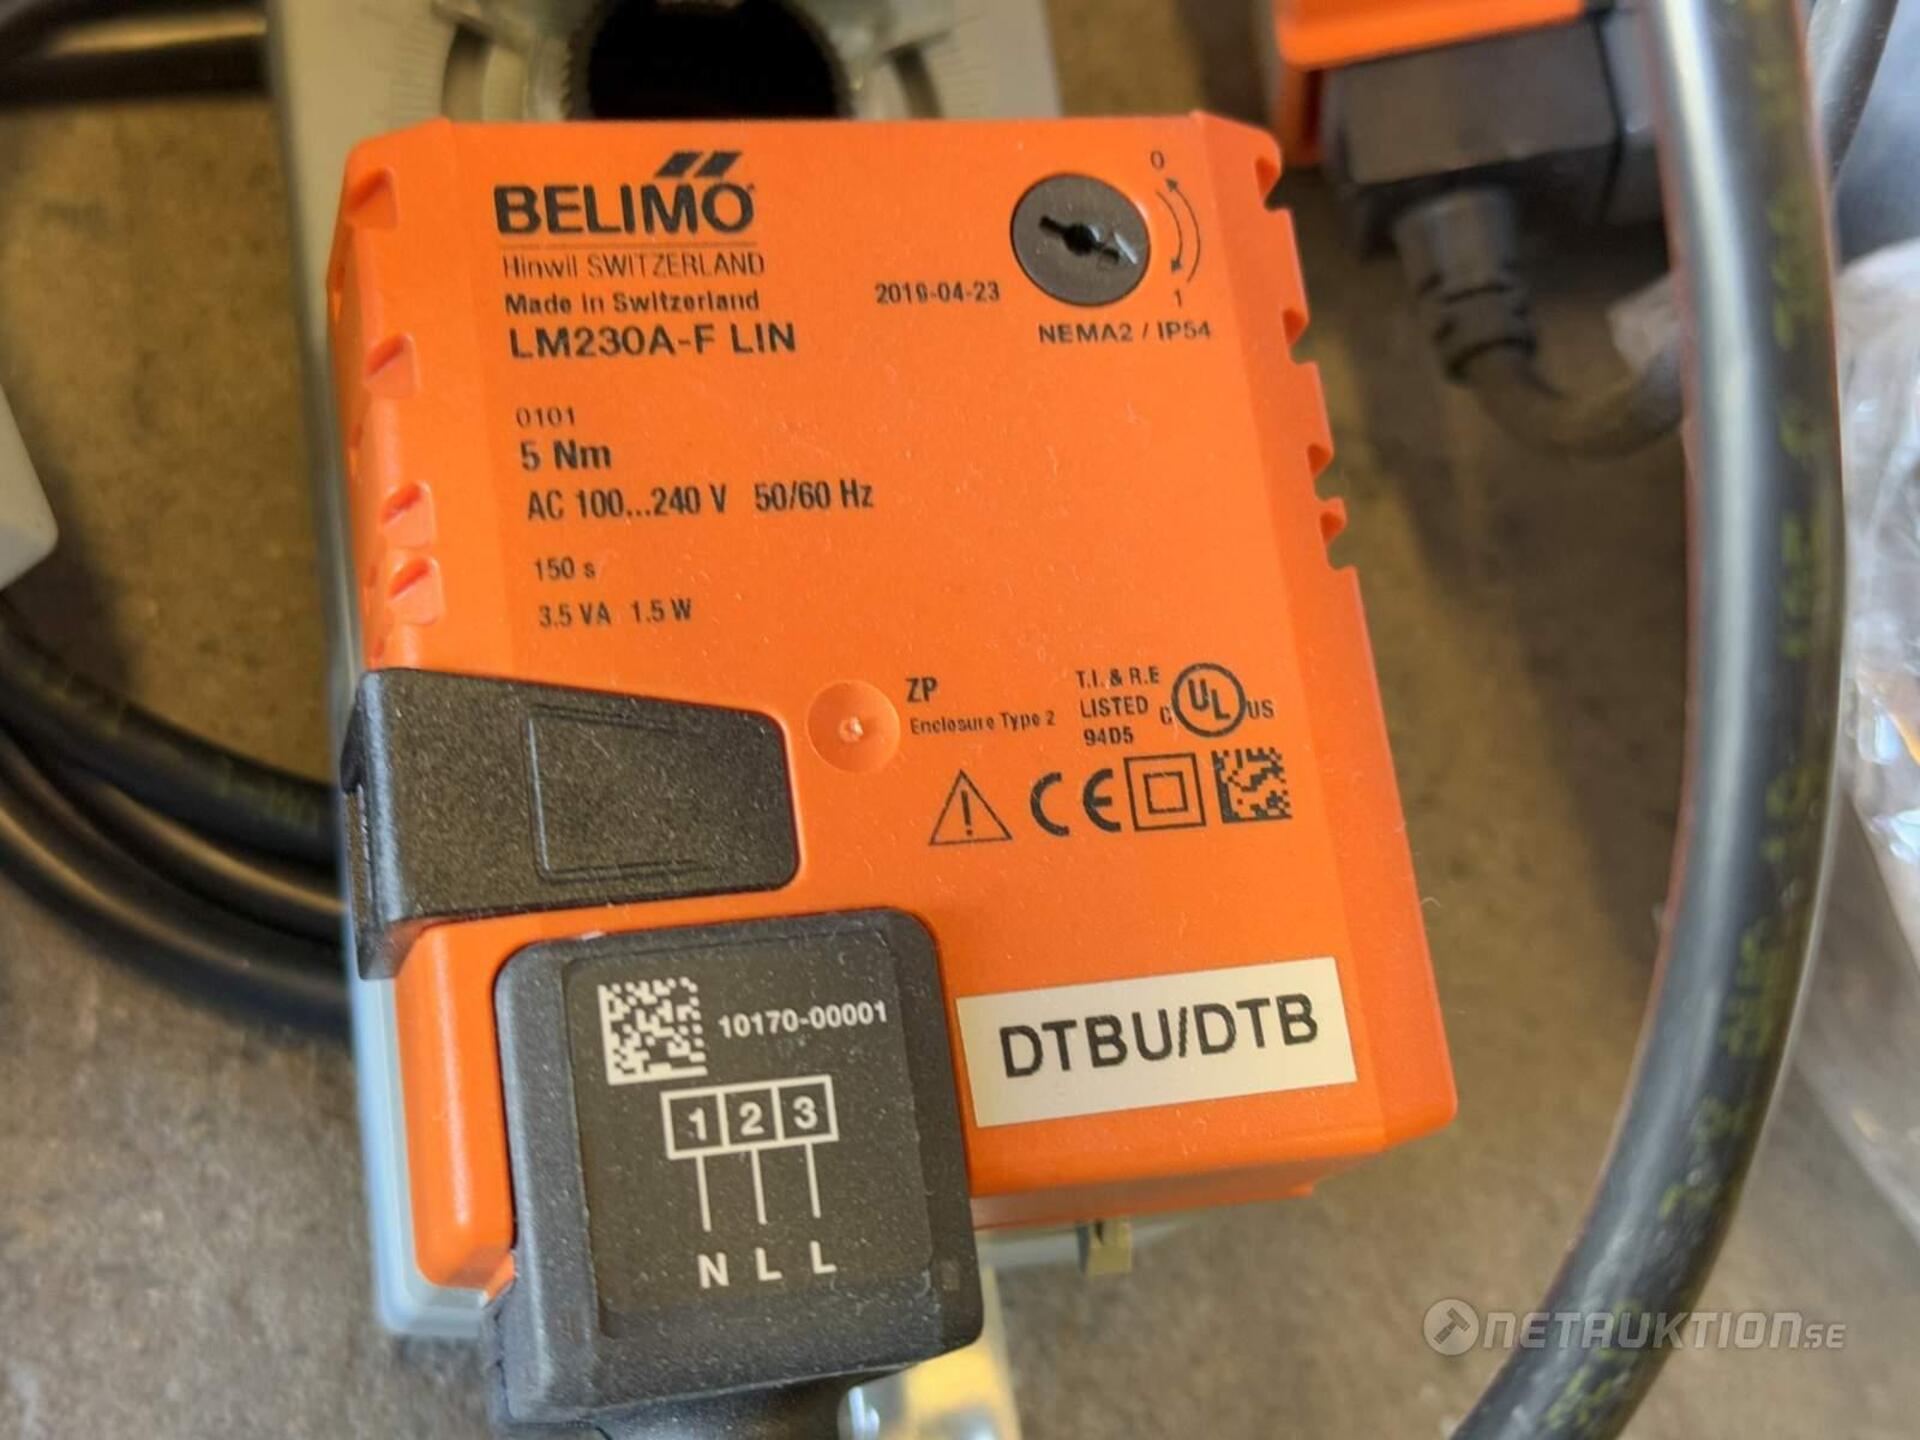 BELIMO
Hinwil SWITZERLAND
Made in Switzerland
LM230A-F LIN
2019-04-23
0
1
NEMA2 / IP54
0101
5 Nm
AC 100...240 V 50/60 Hz
150 s
3.5 VA 1.5 W
ZP
Enclosure Type 2
T.I. & R.E
LISTED
94D5
C UL US
CE
10170-00001
1 2 3
N L L
DTBU/DTB
NETAUKTION.SE